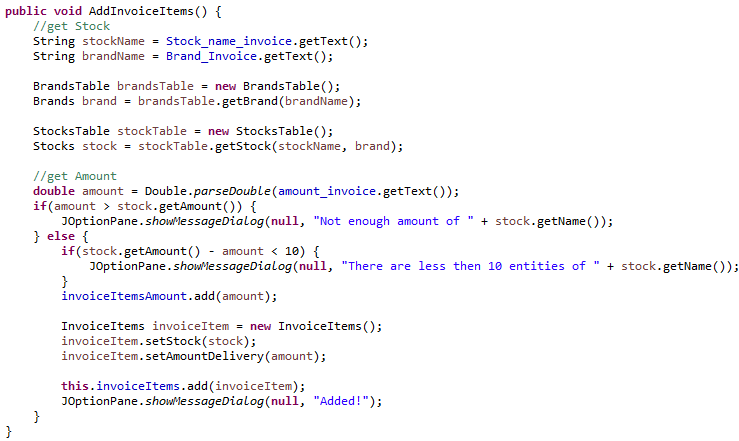 public void AddInvoiceItems() {
    //get Stock
    String stockName = Stock_name_invoice.getText();
    String brandName = Brand_Invoice.getText();

    BrandsTable brandsTable = new BrandsTable();
    Brands brand = brandsTable.getBrand(brandName);

    StocksTable stockTable = new StocksTable();
    Stocks stock = stockTable.getStock(stockName, brand);

    //get Amount
    double amount = Double.parseDouble(amount_invoice.getText());
    if(amount > stock.getAmount()) {
        JOptionPane.showMessageDialog(null, "Not enough amount of " + stock.getName());
    } else {
        if(stock.getAmount() - amount < 10) {
            JOptionPane.showMessageDialog(null, "There are less then 10 entities of " + stock.getName());
        }
        invoiceItemsAmount.add(amount);

        InvoiceItems invoiceItem = new InvoiceItems();
        invoiceItem.setStock(stock);
        invoiceItem.setAmountDelivery(amount);

        this.invoiceItems.add(invoiceItem);
        JOptionPane.showMessageDialog(null, "Added!");
    }
}